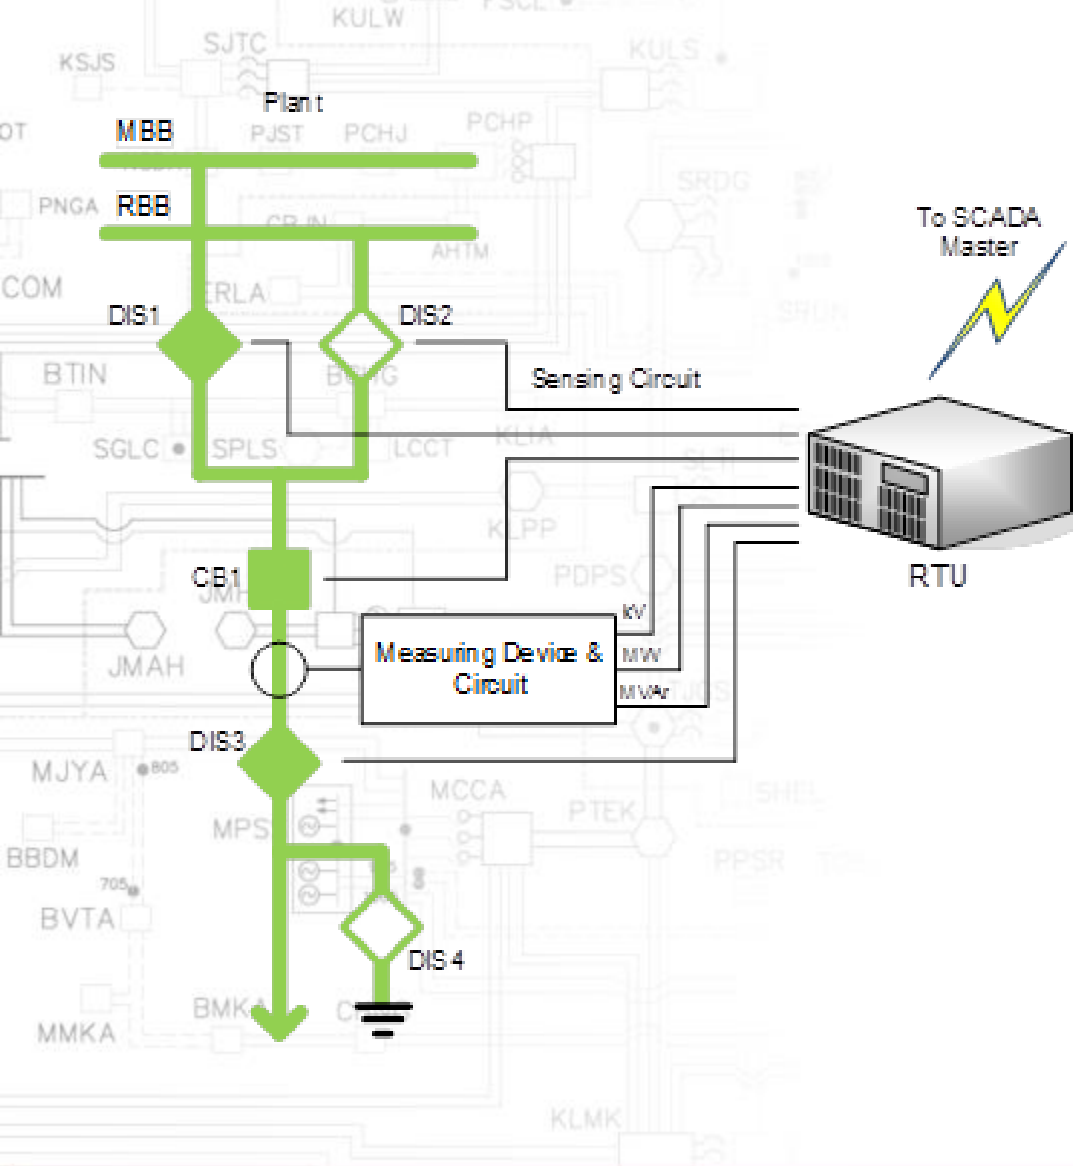 KULW
SJTC
KULS
KSJS
Plant
PCHP
MBB
PJST
PCHJ
SRDG
PNGA
RBB
AHTM
To SCADA
Master
COM
ERLA
DIS1
DIS2
Sensing Circuit
BTIN
KLIA
SGLC
SPLS
LCCT
KLPP
RTU
CB1
PDPS
kV
Measuring Device &
Circuit
MW
MVAr
JMAH
DIS3
MJYA
805
MCCA
PTEK
SHEL
MPS
BBDM
PPSR
705
BVTA
DIS4
BMKA
MMKA
KLMK